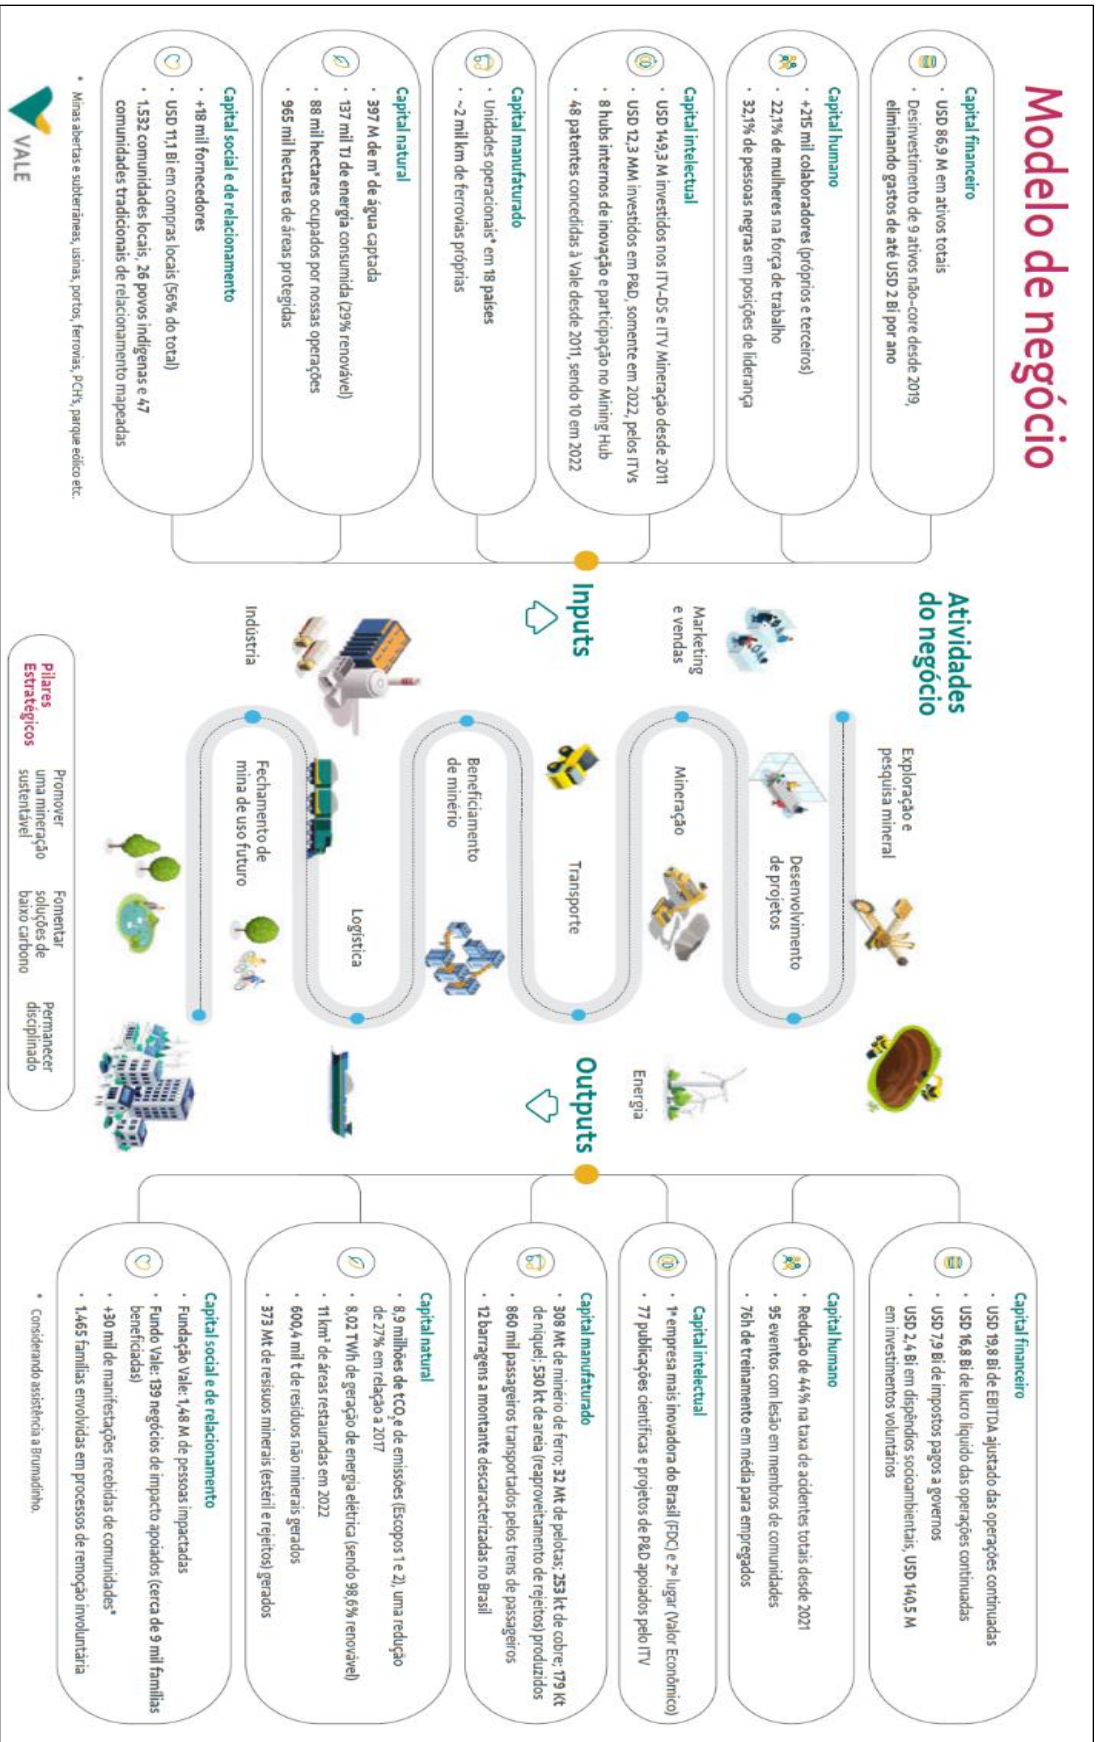 Modelo de negócio
Capital financeiro
• USD 86,9 M em ativos totais
• Desinvestimento de 9 ativos não-core desde 2019,
eliminando gastos de até USD 2 Bi por ano
Capital humano
• +215 mil colaboradores (próprios e terceiros)
• 22,1% de mulheres na força de trabalho
• 32,1% de pessoas negras em posições de liderança
Capital intelectual
• USD 149,3 M investidos nos ITV-DS e ITV Mineração desde 2011
• USD 12,3 MM investidos em P&D, somente em 2022, pelos ITVs
• 8 hubs internos de inovação e participação no Mining Hub
• 48 patentes concedidas à Vale desde 2011, sendo 10 em 2022
Capital manufaturado
• Unidades operacionais* em 18 países
• ~2 mil km de ferrovias próprias
Capital natural
• 397 M de m³ de água captada
• 137 mil TJ de energia consumida (29% renovável)
• 88 mil hectares ocupados por nossas operações
• 965 mil hectares de áreas protegidas
Capital social e de relacionamento
• +18 mil fornecedores
• USD 11,1 Bi em compras locais (56% do total)
• 1.532 comunidades locais, 26 povos indígenas e 47
comunidades tradicionais de relacionamento mapeadas
* Minas abertas e subterrâneas, usinas, portos, ferrovias, PCH's, parque eólico etc.
VALE
Inputs
Atividades
do negócio
Exploração e
pesquisa mineral
Desenvolvimento
de projetos
Marketing
e vendas
Mineração
Energia
Transporte
Beneficiamento
de minério
Logística
Indústria
Fechamento de
mina de uso futuro
Pilares
Estratégicos
Promover
uma mineração
sustentável
Fomentar
soluções de
baixo carbono
Permanecer
disciplinado
Outputs
Capital financeiro
• USD 19,8 Bi de EBITDA ajustado das operações continuadas
• USD 16,8 Bi de lucro líquido das operações continuadas
• USD 7,9 Bi de impostos pagos a governos
• USD 2,4 Bi em dispêndios socioambientais, USD 140,5 M
em investimentos voluntários
Capital humano
• Redução de 44% na taxa de acidentes totais desde 2021
• 95 eventos com lesão em membros de comunidades
• 76h de treinamento em média para empregados
Capital intelectual
• 1ª empresa mais inovadora do Brasil (FDC) e 2º lugar (Valor Econômico)
• 77 publicações científicas e projetos de P&D apoiados pelo ITV
Capital manufaturado
• 308 Mt de minério de ferro; 32 Mt de pelotas; 253 kt de cobre; 179 Kt
de níquel; 530 kt de areia (reaproveitamento de rejeitos) produzidos
• 860 mil passageiros transportados pelos trens de passageiros
• 12 barragens a montante descaracterizadas no Brasil
Capital natural
• 8,9 milhões de tCO₂e de emissões (Escopos 1 e 2), uma redução
de 27% em relação a 2017
• 8,02 TWh de geração de energia elétrica (sendo 98,6% renovável)
• 11 km² de áreas restauradas em 2022
• 600,4 mil t de resíduos não minerais gerados
• 373 Mt de resísuos minerais (estéril e rejeitos) gerados
Capital social e de relacionamento
• Fundação Vale: 1,48 M de pessoas impactadas
• Fundo Vale: 139 negócios de impacto apoiados (cerca de 9 mil famílias
beneficiadas)
• +30 mil de manifestações recebidas de comunidades*
• 1.465 famílias envolvidas em processos de remoção involuntária
* Considerando assistência a Brumadinho.